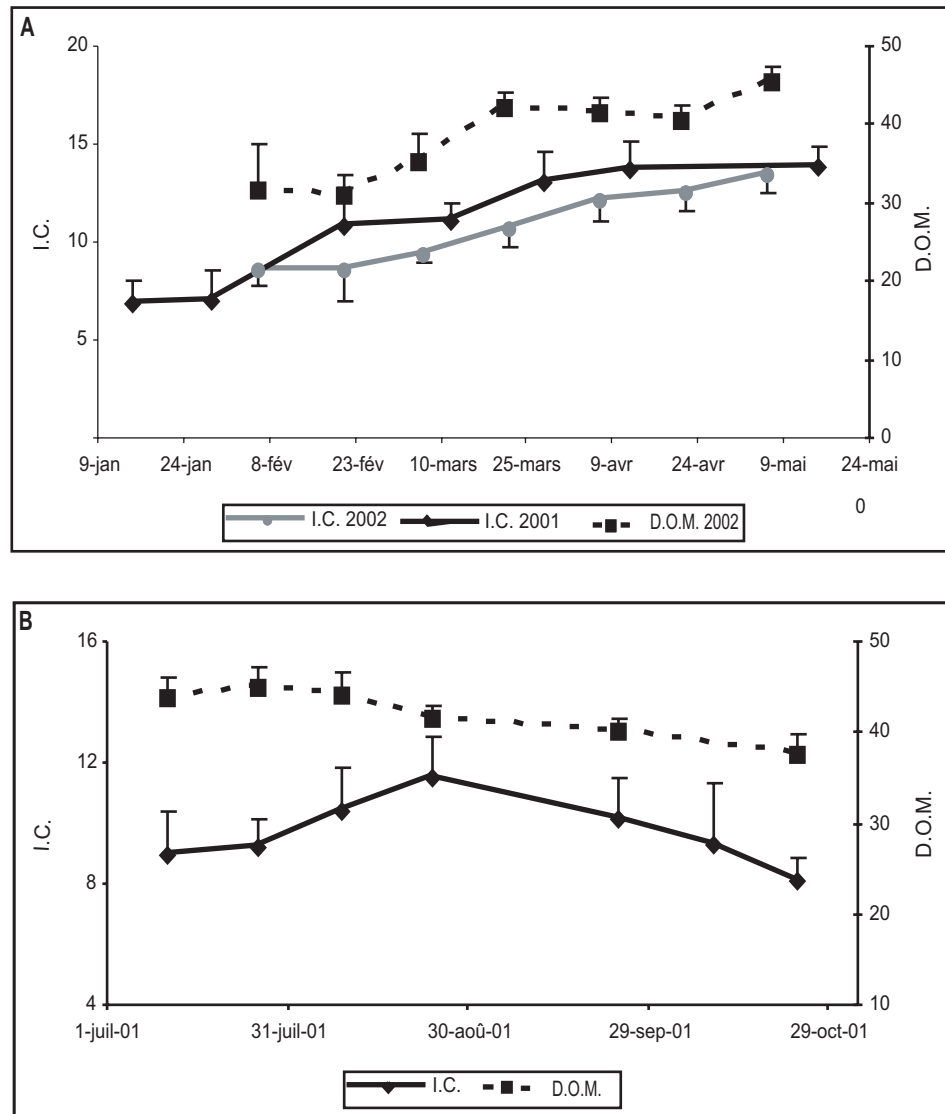 A
20
50
15
40
30
I.C.
10
D.O.M.
20
5
10
0
9-jan 24-jan 8-fév 23-fév 10-mars 25-mars 9-avr 24-avr 9-mai 24-mai
0
I.C. 2002 I.C. 2001 D.O.M. 2002
B
16
50
40
12
I.C.
30
D.O.M.
8
20
4
10
1-juil-01 31-juil-01 30-aoû-01 29-sep-01 29-oct-01
I.C. D.O.M.